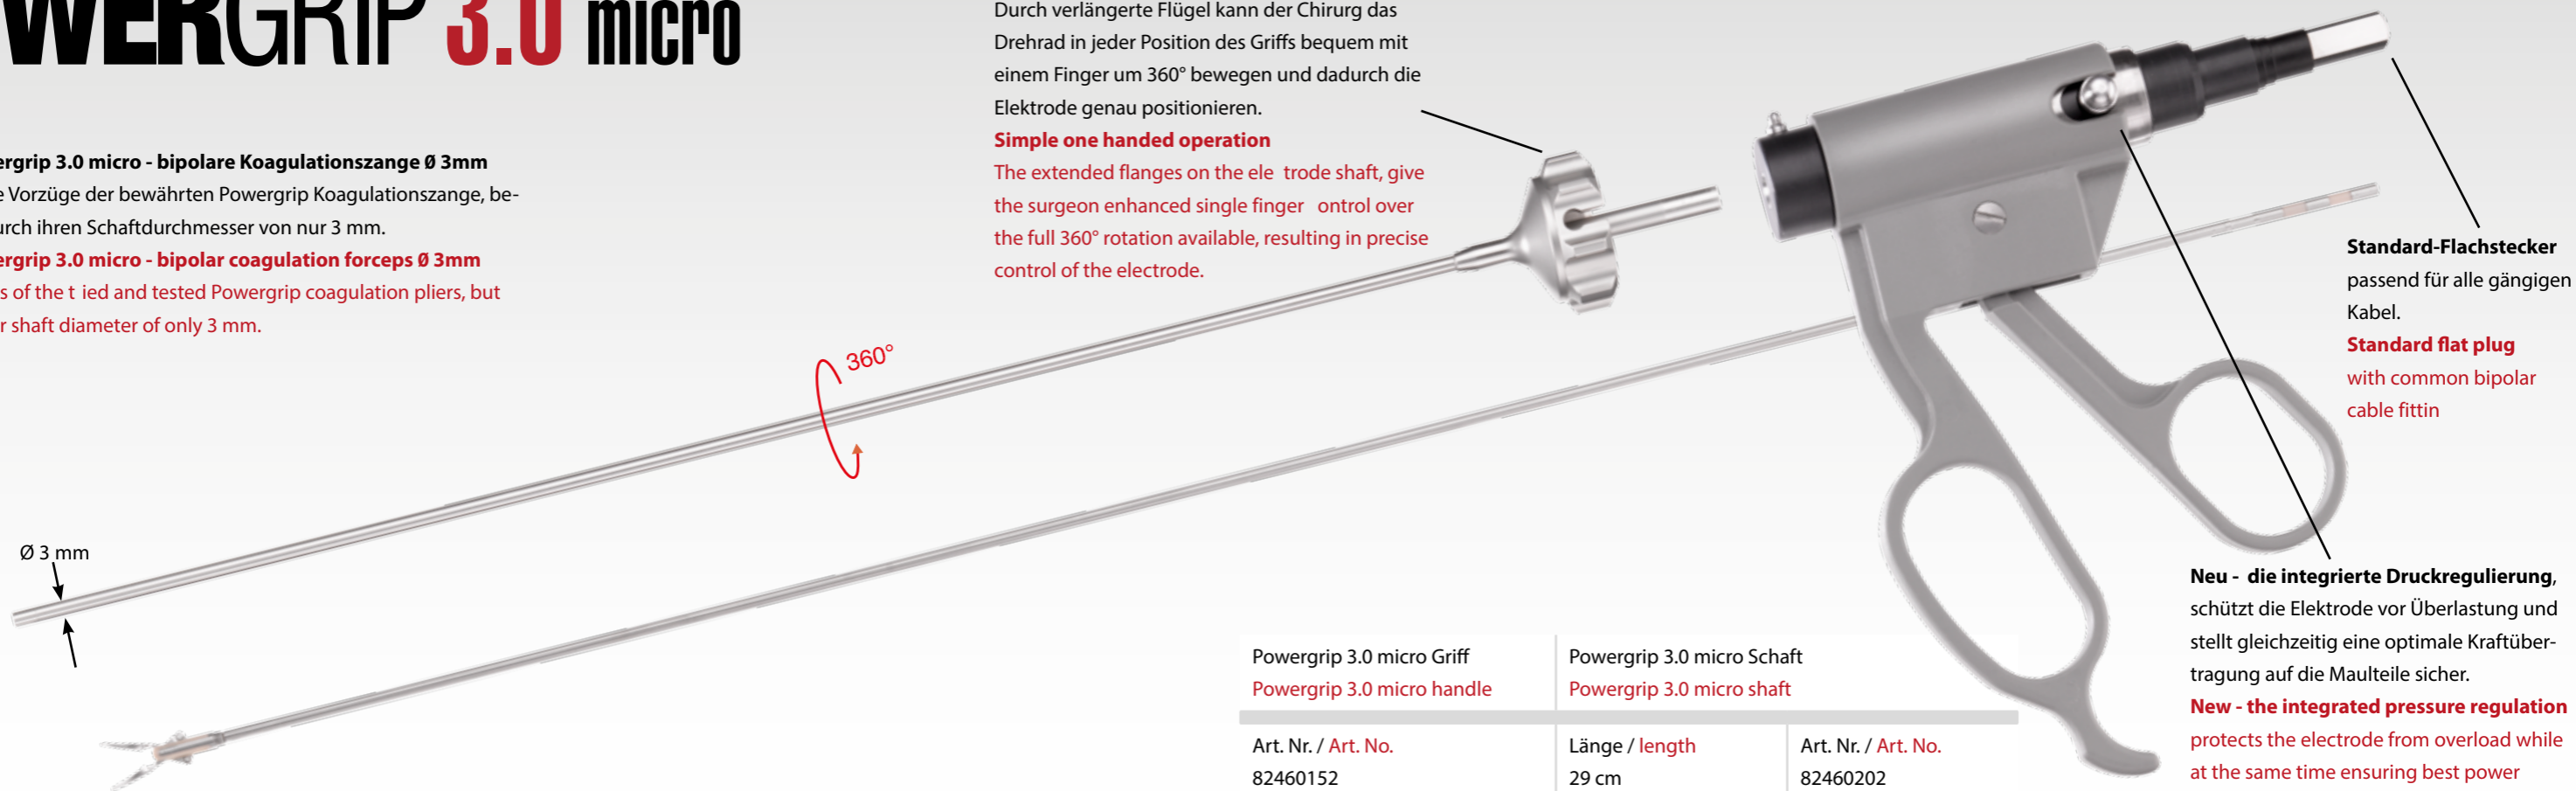 WERGRIP 3.0 micro
ergrip 3.0 micro - bipolare Koagulationszange Ø 3mm
e Vorzüge der bewährten Powergrip Koagulationszange, be-
urch ihren Schaftdurchmesser von nur 3 mm.
ergrip 3.0 micro - bipolar coagulation forceps Ø 3mm
s of the t ied and tested Powergrip coagulation pliers, but
r shaft diameter of only 3 mm.
Durch verlängerte Flügel kann der Chirurg das
Drehrad in jeder Position des Griffs bequem mit
einem Finger um 360° bewegen und dadurch die
Elektrode genau positionieren.
Simple one handed operation
The extended flanges on the ele trode shaft, give
the surgeon enhanced single finger ontrol over
the full 360° rotation available, resulting in precise
control of the electrode.
360°
Ø 3 mm
Standard-Flachstecker
passend für alle gängigen
Kabel.
Standard flat plug
with common bipolar
cable fittin
Neu - die integrierte Druckregulierung,
schützt die Elektrode vor Überlastung und
stellt gleichzeitig eine optimale Kraftüber-
tragung auf die Maulteile sicher.
New - the integrated pressure regulation
protects the electrode from overload while
at the same time ensuring best power
Powergrip 3.0 micro Griff
Powergrip 3.0 micro handle
Powergrip 3.0 micro Schaft
Powergrip 3.0 micro shaft
Art. Nr. / Art. No.
82460152
Länge / length
29 cm
Art. Nr. / Art. No.
82460202